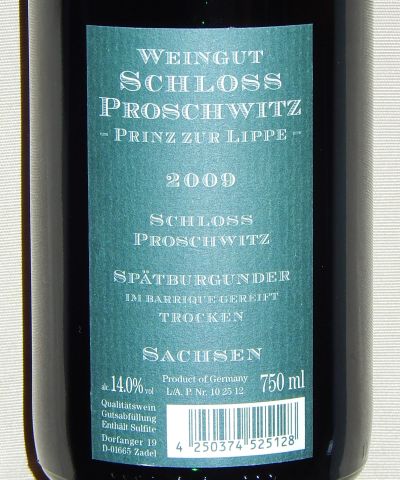 WEINGUT
SCHLOSS
PROSCHWITZ
- PRINZ ZUR LIPPE -
2009
SCHLOSS
PROSCHWITZ
SPÄTBURGUNDER
IM BARRIQUE GEREIFT
TROCKEN
SACHSEN
alc. 14.0% vol
Product of Germany
L/A. P. Nr. 10 25 12
750 ml
Qualitätswein
Gutsabfüllung
Enthält Sulfite
Dorfanger 19
D-01665 Zadel
4 250374 525128